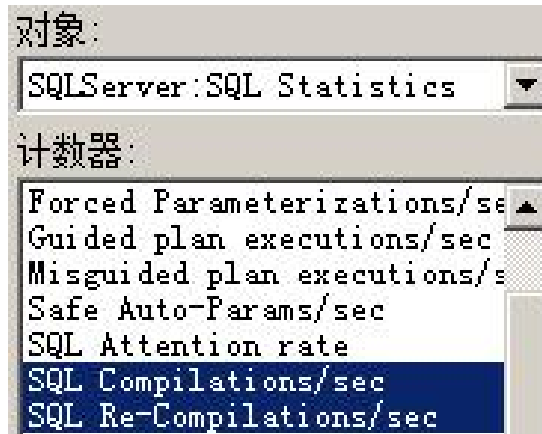 对象:
SQLServer:SQL Statistics
计数器:
Forced Parameterizations/se
Guided plan executions/sec
Misguided plan executions/s
Safe Auto-Params/sec
SQL Attention rate
SQL Compilations/sec
SQL Re-Compilations/sec